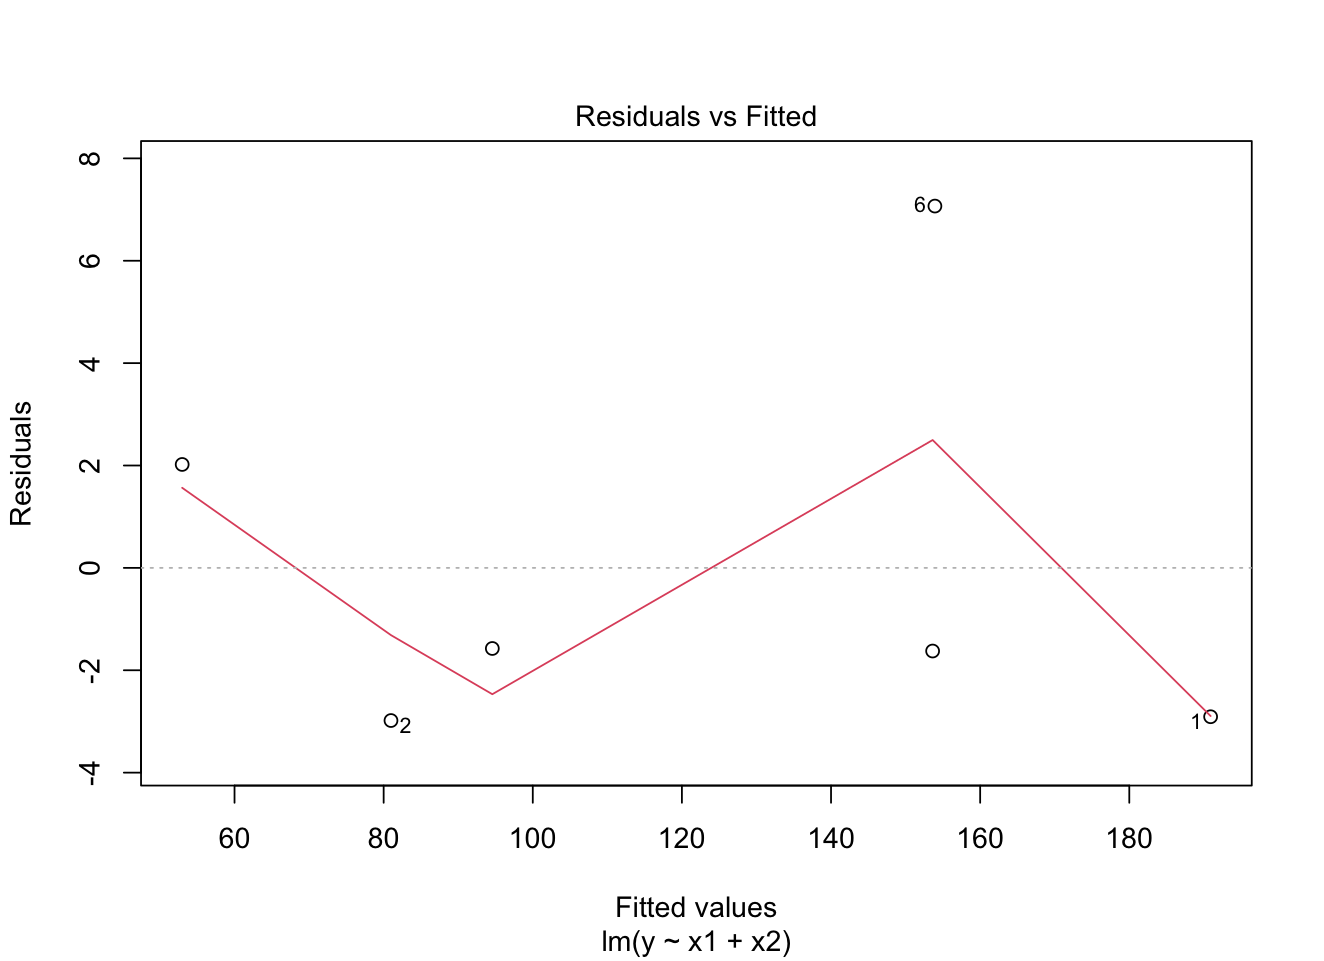 Residuals vs Fitted
8
6
4
2
0
-2
-4
Residuals
6
2
1
60 80 100 120 140 160 180
Fitted values
lm(y ~ x1 + x2)